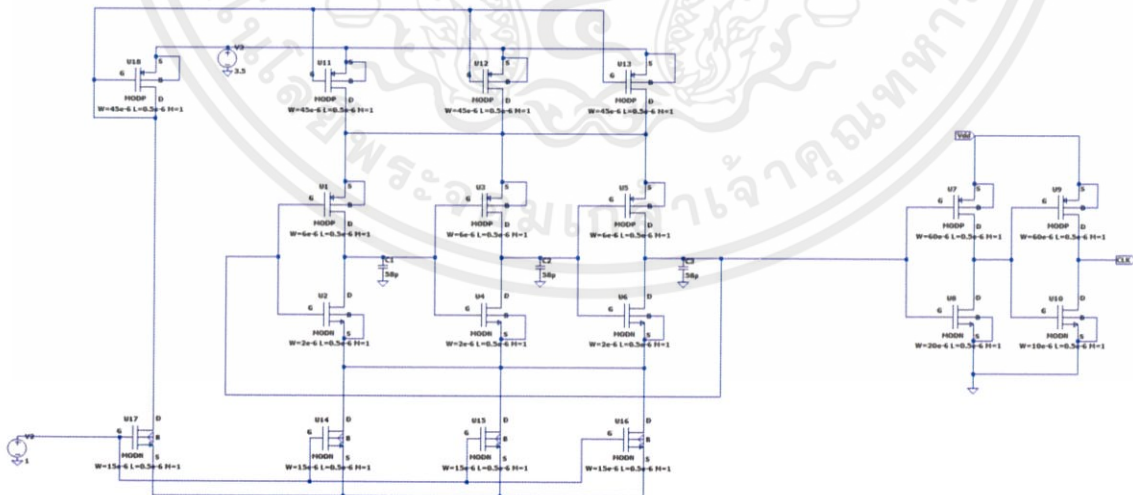 V3
3.5
U18
G
S
B
D
MODP
W=45e-6 L=0.5e-6 M=1
U11
G
S
B
D
MODP
W=45e-6 L=0.5e-6 M=1
U12
G
S
B
D
MODP
W=45e-6 L=0.5e-6 M=1
U13
G
S
B
D
MODP
W=45e-6 L=0.5e-6 M=1
U1
G
S
B
D
MODP
W=6e-6 L=0.5e-6 M=1
U3
G
S
B
D
MODP
W=6e-6 L=0.5e-6 M=1
U5
G
S
B
D
MODP
W=6e-6 L=0.5e-6 M=1
Vdd
U7
G
S
B
D
MODP
W=60e-6 L=0.5e-6 M=1
U9
G
S
B
D
MODP
W=60e-6 L=0.5e-6 M=1
C1
58p
C2
58p
C3
58p
CLK
U2
G
D
B
S
MODN
W=2e-6 L=0.5e-6 M=1
U4
G
D
B
S
MODN
W=2e-6 L=0.5e-6 M=1
U6
G
D
B
S
MODN
W=2e-6 L=0.5e-6 M=1
U8
G
D
B
S
MODN
W=20e-6 L=0.5e-6 M=1
U10
G
D
B
S
MODN
W=10e-6 L=0.5e-6 M=1
V2
1
U17
G
D
B
S
MODN
W=15e-6 L=0.5e-6 M=1
U14
G
D
B
S
MODN
W=15e-6 L=0.5e-6 M=1
U15
G
D
B
S
MODN
W=15e-6 L=0.5e-6 M=1
U16
G
D
B
S
MODN
W=15e-6 L=0.5e-6 M=1